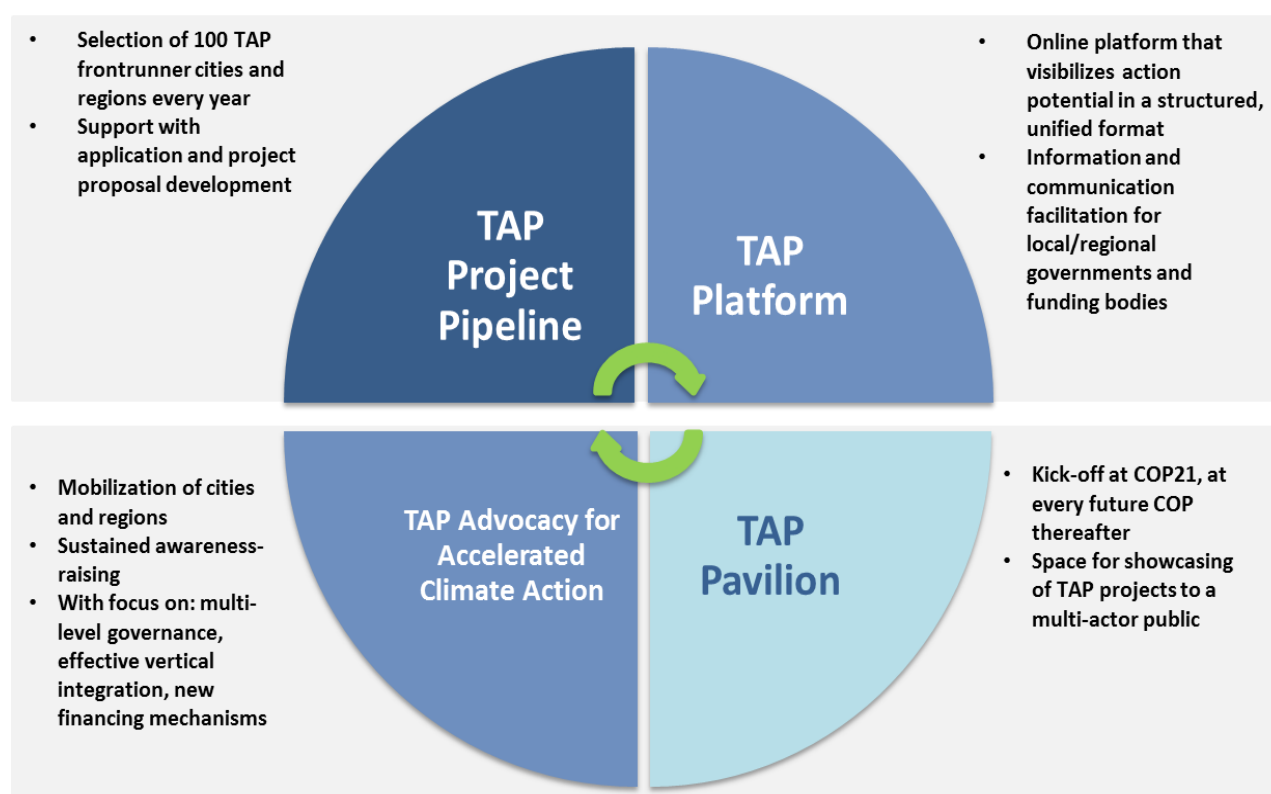 • Selection of 100 TAP
frontrunner cities and
regions every year
• Support with
application and project
proposal development
TAP
Project
Pipeline
TAP
Platform
• Online platform that
visibilizes action
potential in a structured,
unified format
• Information and
communication
facilitation for
local/regional
governments and
funding bodies
• Mobilization of cities
and regions
• Sustained awareness-
raising
• With focus on: multi-
level governance,
effective vertical
integration, new
financing mechanisms
TAP Advocacy for
Accelerated
Climate Action
TAP
Pavilion
• Kick-off at COP21, at
every future COP
thereafter
• Space for showcasing
of TAP projects to a
multi-actor public